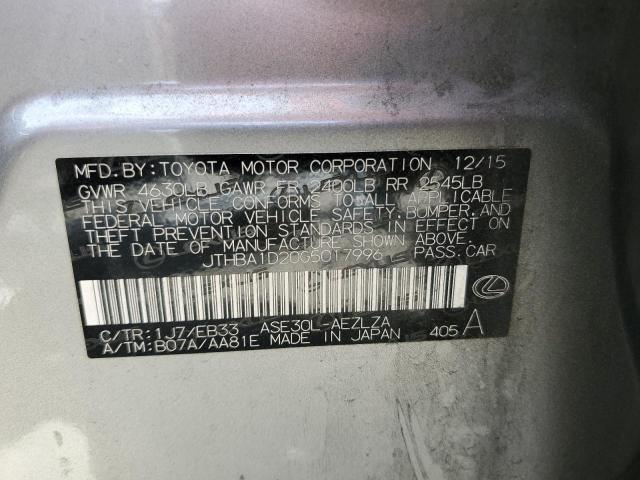 MFD.BY:TOYOTA MOTOR CORPORATION 12/15
GVWR 4630LB GAWR FR 2400LB RR 2545LB
THIS VEHICLE CONFORMS TO ALL APPLICABLE
FEDERAL MOTOR VEHICLE SAFETY,BUMPER,AND
THEFT PREVENTION STANDARDS IN EFFECT ON
THE DATE OF MANUFACTURE SHOWN ABOVE.
JTHBA1D20G5017996 PASS.CAR
C/TR:1J7/EB33 ASE30L-AEZLZA
A/TM:B07A/AA81E MADE IN JAPAN 405 A